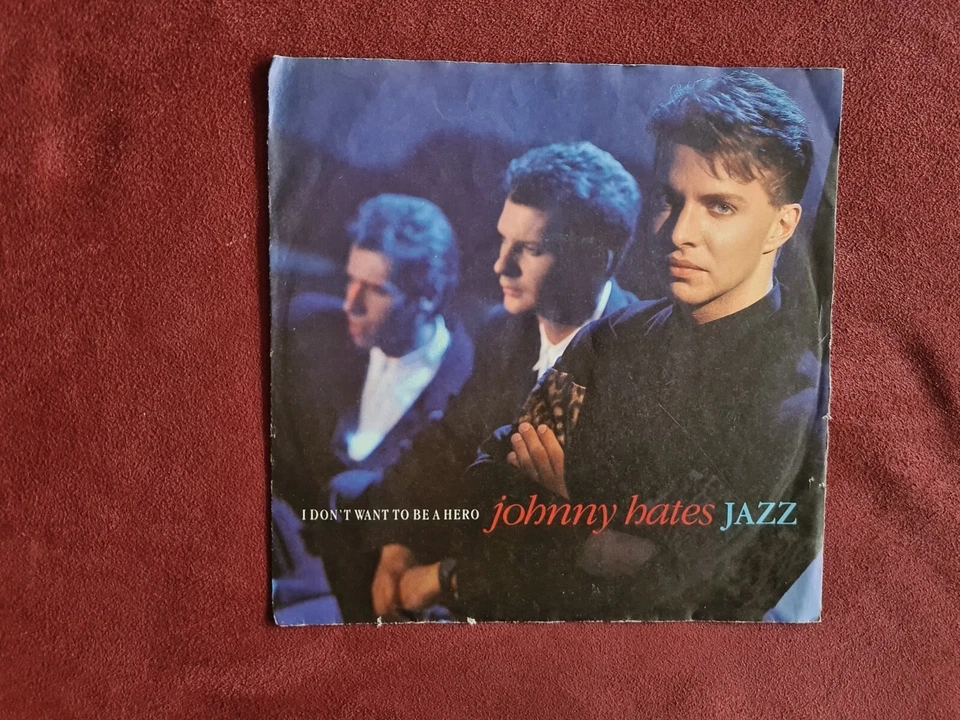 I DON'T WANT TO BE A HERO johnny hates JAZZ